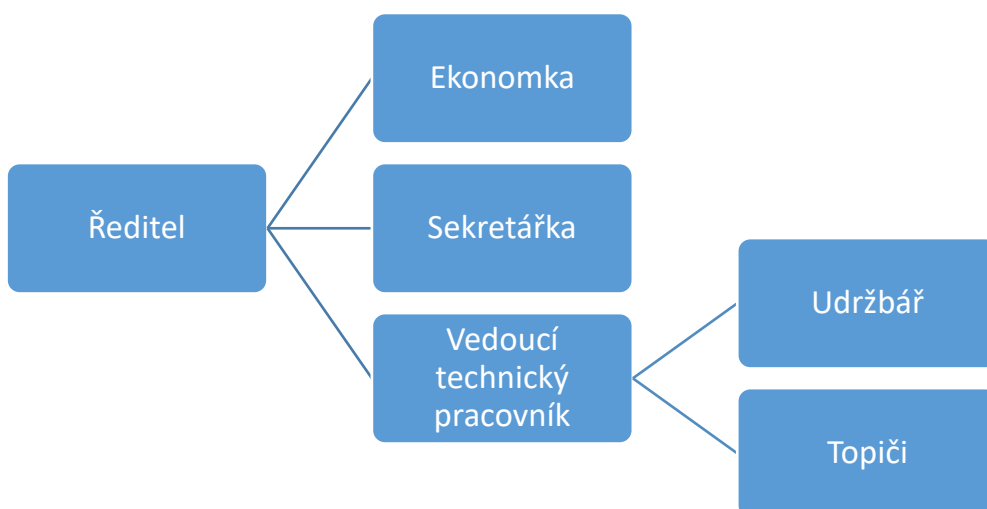 Ekonomka
Ředitel
Sekretářka
Udržbář
Vedoucí
technický
pracovník
Topiči